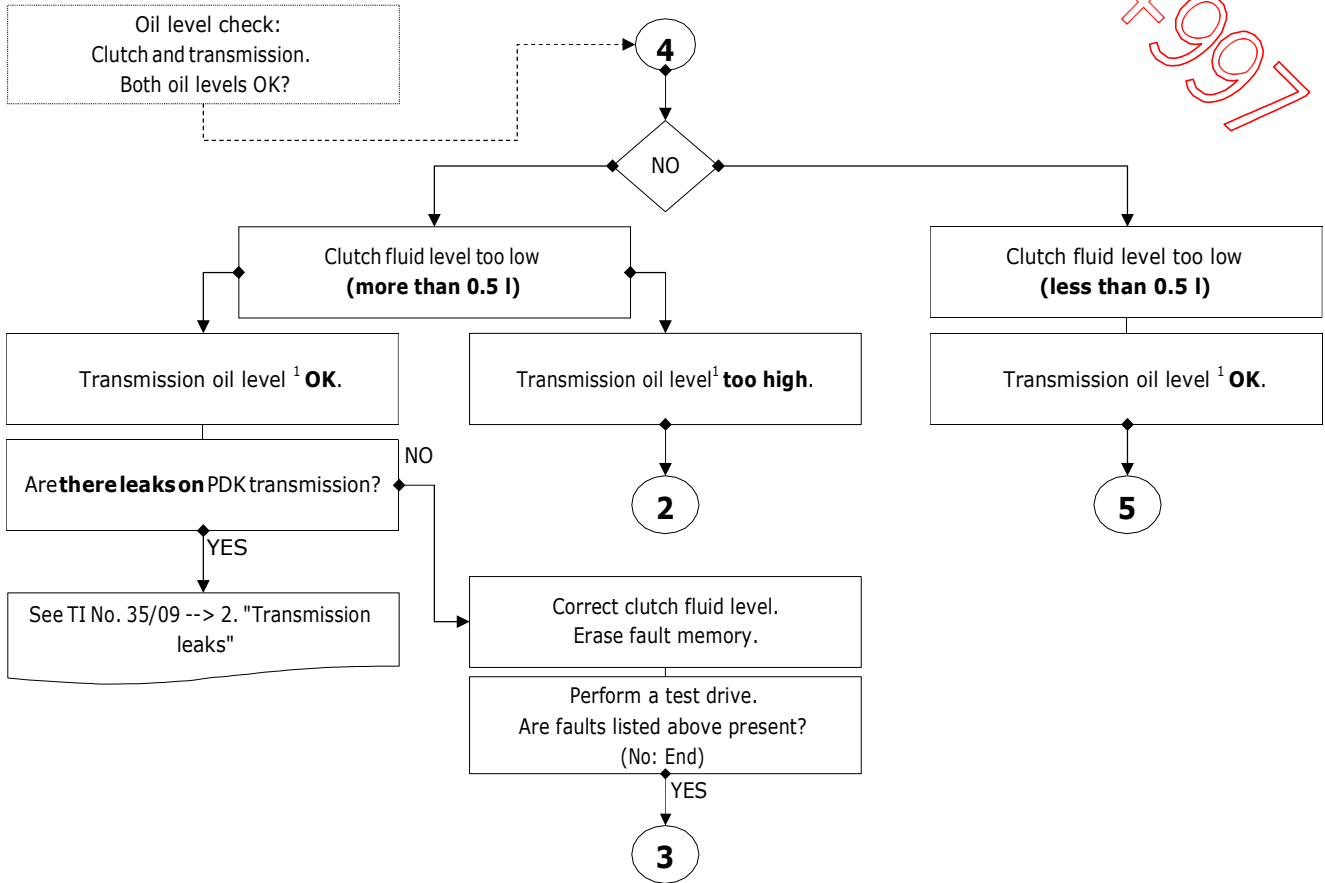 Oil level check:
Clutch and transmission.
Both oil levels OK?
4
+997
NO
Clutch fluid level too low
(more than 0.5 l)
Clutch fluid level too low
(less than 0.5 l)
Transmission oil level ¹ OK.
Transmission oil level¹ too high.
Transmission oil level ¹ OK.
Are there leaks on PDK transmission?
NO
2
5
YES
See TI No. 35/09 --> 2. "Transmission
leaks"
Correct clutch fluid level.
Erase fault memory.
Perform a test drive.
Are faults listed above present?
(No: End)
YES
3